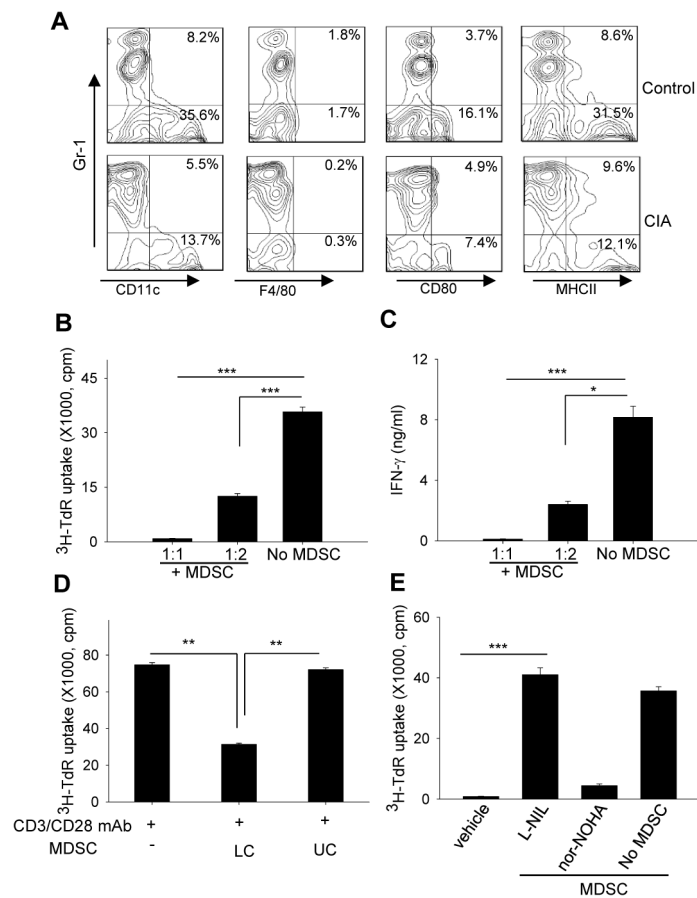 A
8.2%
1.8%
3.7%
8.6%
35.6%
1.7%
16.1%
31.5%
Control
Gr-1
5.5%
0.2%
4.9%
9.6%
13.7%
0.3%
7.4%
12.1%
CIA
CD11c
F4/80
CD80
MHCII
B
³H-TdR uptake (X1000, cpm)
45
30
15
0
***
***
1:1
1:2
No MDSC
+ MDSC
C
IFN-γ (ng/ml)
12
8
4
0
***
*
1:1
1:2
No MDSC
+ MDSC
D
³H-TdR uptake (X1000, cpm)
80
60
40
20
0
**
**
CD3/CD28 mAb + + +
MDSC - LC UC
E
³H-TdR uptake (X1000, cpm)
60
40
20
0
***
vehicle
L-NIL
nor-NOHA
No MDSC
MDSC